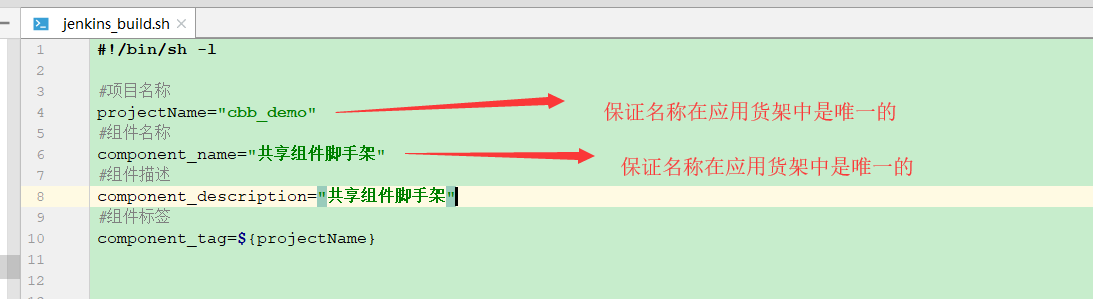 jenkins_build.sh
1 #!/bin/sh -l
2
3 #项目名称
4 projectName="cbb_demo" 保证名称在应用货架中是唯一的
5 #组件名称
6 component_name="共享组件脚手架" 保证名称在应用货架中是唯一的
7 #组件描述
8 component_description="共享组件脚手架"
9 #组件标签
10 component_tag=${projectName}
11
12